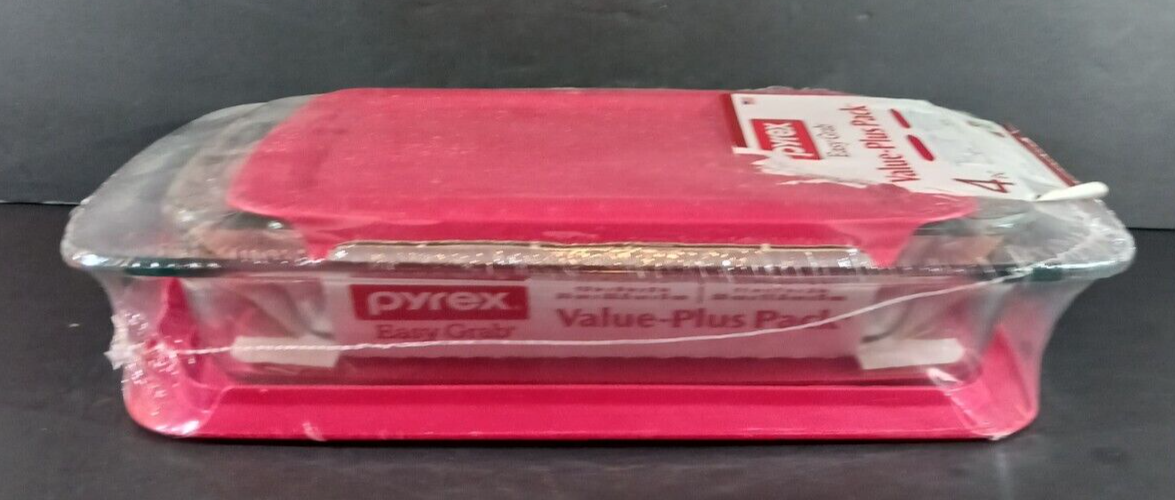 pyrex
Easy Grab
Value-Plus Pack
4
pyrex
Easy Grab
Value-Plus Pack